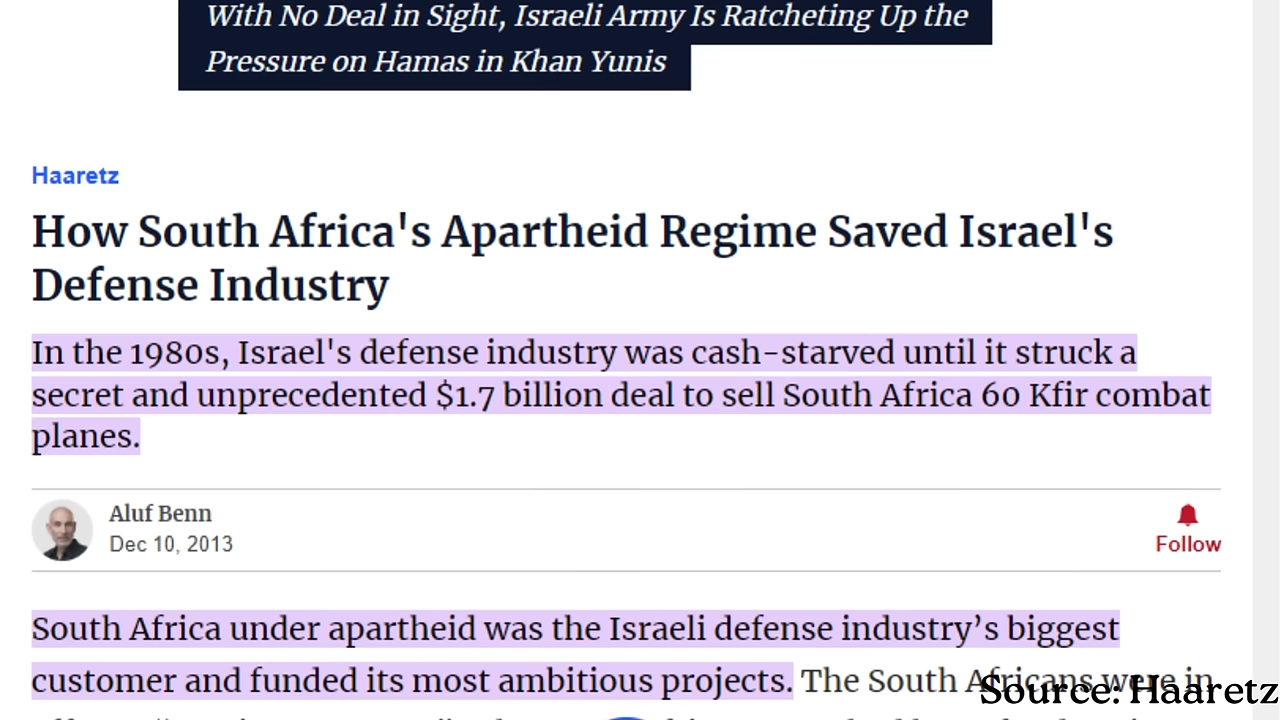 With No Deal in Sight, Israeli Army Is Ratcheting Up the
Pressure on Hamas in Khan Yunis
Haaretz
How South Africa's Apartheid Regime Saved Israel's
Defense Industry
In the 1980s, Israel's defense industry was cash-starved until it struck a
secret and unprecedented $1.7 billion deal to sell South Africa 60 Kfir combat
planes.
Aluf Benn
Dec 10, 2013
Follow
South Africa under apartheid was the Israeli defense industry’s biggest
customer and funded its most ambitious projects. The South Africans were in
Source: Haaretz